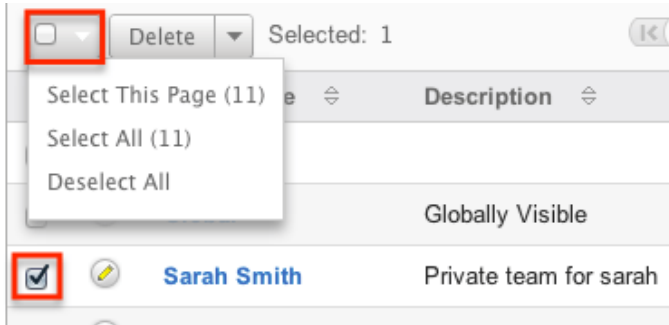 Delete Selected: 1
Select This Page (11)
e Description
Select All (11)
Deselect All
Globally Visible
Sarah Smith Private team for sarah